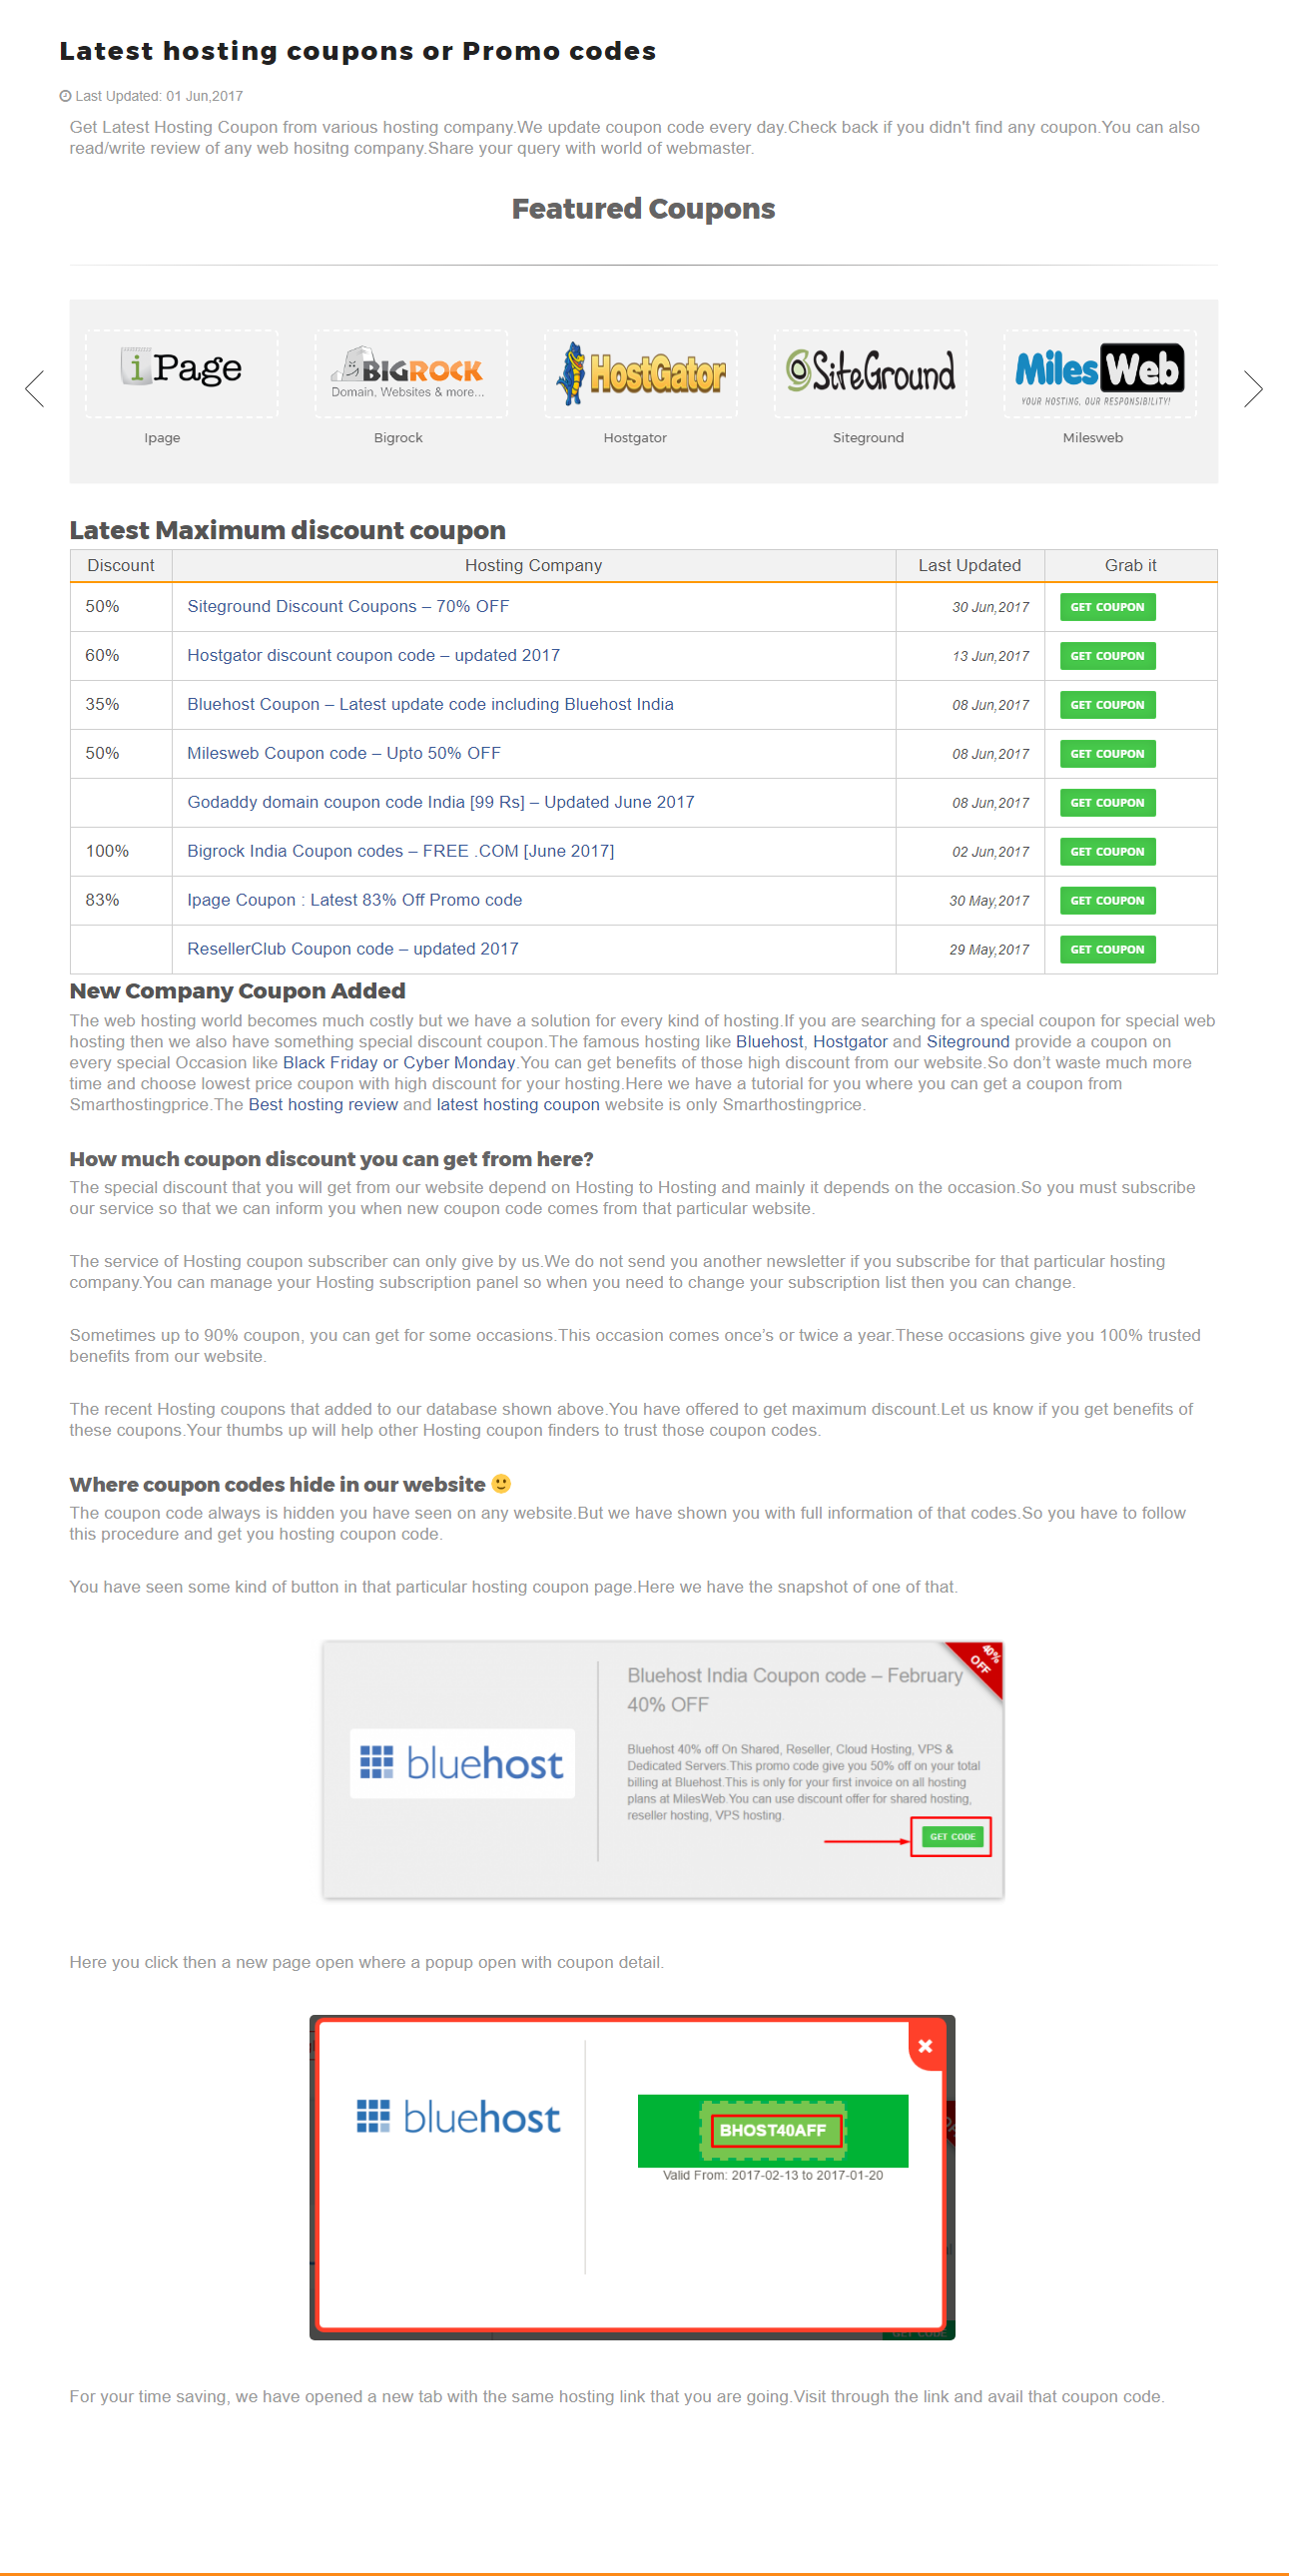 Latest hosting coupons or Promo codes
Last Updated: 01 Jun,2017
Get Latest Hosting Coupon from various hosting company.We update coupon code every day.Check back if you didn't find any coupon.You can also
read/write review of any web hositng company.Share your query with world of webmaster.
Featured Coupons
iPage
BIGROCK
Domain, Websites & more...
HostGator
SiteGround
MilesWeb
YOUR HOSTING, OUR RESPONSIBILITY!
Ipage
Bigrock
Hostgator
Siteground
Milesweb
Latest Maximum discount coupon
Discount Hosting Company Last Updated Grab it
50% Siteground Discount Coupons – 70% OFF 30 Jun,2017 GET COUPON
60% Hostgator discount coupon code – updated 2017 13 Jun,2017 GET COUPON
35% Bluehost Coupon – Latest update code including Bluehost India 08 Jun,2017 GET COUPON
50% Milesweb Coupon code – Upto 50% OFF 08 Jun,2017 GET COUPON
Godaddy domain coupon code India [99 Rs] – Updated June 2017 08 Jun,2017 GET COUPON
100% Bigrock India Coupon codes – FREE .COM [June 2017] 02 Jun,2017 GET COUPON
83% Ipage Coupon : Latest 83% Off Promo code 30 May,2017 GET COUPON
ResellerClub Coupon code – updated 2017 29 May,2017 GET COUPON
New Company Coupon Added
The web hosting world becomes much costly but we have a solution for every kind of hosting.If you are searching for a special coupon for special web
hosting then we also have something special discount coupon.The famous hosting like Bluehost, Hostgator and Siteground provide a coupon on
every special Occasion like Black Friday or Cyber Monday.You can get benefits of those high discount from our website.So don’t waste much more
time and choose lowest price coupon with high discount for your hosting.Here we have a tutorial for you where you can get a coupon from
Smarthostingprice.The Best hosting review and latest hosting coupon website is only Smarthostingprice.
How much coupon discount you can get from here?
The special discount that you will get from our website depend on Hosting to Hosting and mainly it depends on the occasion.So you must subscribe
our service so that we can inform you when new coupon code comes from that particular website.
The service of Hosting coupon subscriber can only give by us.We do not send you another newsletter if you subscribe for that particular hosting
company.You can manage your Hosting subscription panel so when you need to change your subscription list then you can change.
Sometimes up to 90% coupon, you can get for some occasions.This occasion comes once’s or twice a year.These occasions give you 100% trusted
benefits from our website.
The recent Hosting coupons that added to our database shown above.You have offered to get maximum discount.Let us know if you get benefits of
these coupons.Your thumbs up will help other Hosting coupon finders to trust those coupon codes.
Where coupon codes hide in our website 🙂
The coupon code always is hidden you have seen on any website.But we have shown you with full information of that codes.So you have to follow
this procedure and get you hosting coupon code.
You have seen some kind of button in that particular hosting coupon page.Here we have the snapshot of one of that.
40%
OFF
Bluehost India Coupon code – February
40% OFF
bluehost
Bluehost 40% off On Shared, Reseller, Cloud Hosting, VPS &
Dedicated Servers.This promo code give you 50% off on your total
billing at Bluehost.This is only for your first invoice on all hosting
plans at MilesWeb.You can use discount offer for shared hosting,
reseller hosting, VPS hosting.
GET CODE
Here you click then a new page open where a popup open with coupon detail.
bluehost
BHOST40AFF
Valid From: 2017-02-13 to 2017-01-20
GET CODE
For your time saving, we have opened a new tab with the same hosting link that you are going.Visit through the link and avail that coupon code.